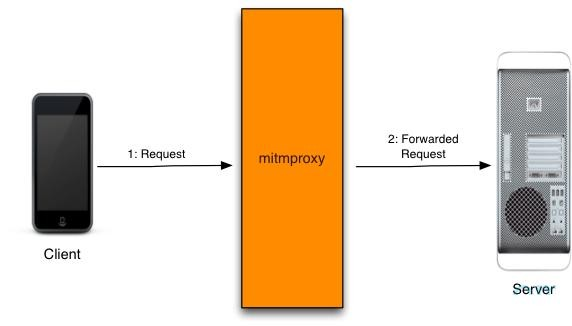 1: Request
mitmproxy
2: Forwarded
Request
Client
Server